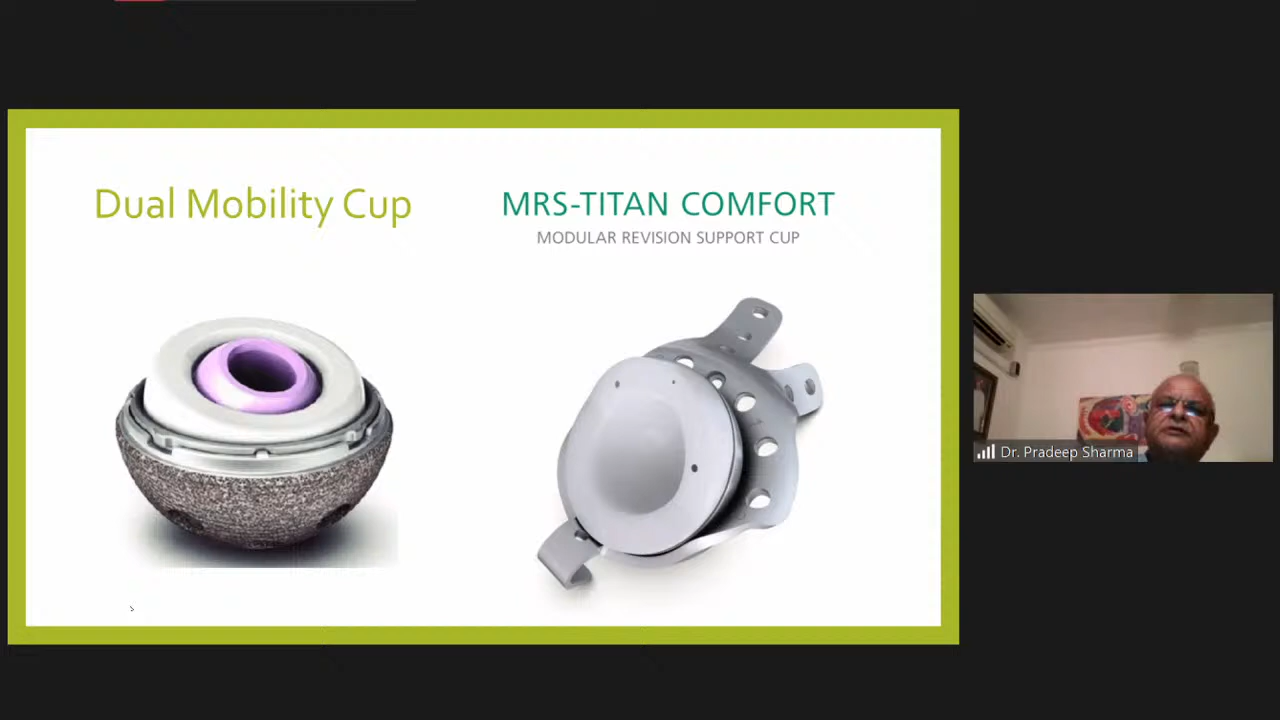 Dual Mobility Cup
MRS-TITAN COMFORT
MODULAR REVISION SUPPORT CUP
Dr. Pradeep Sharma